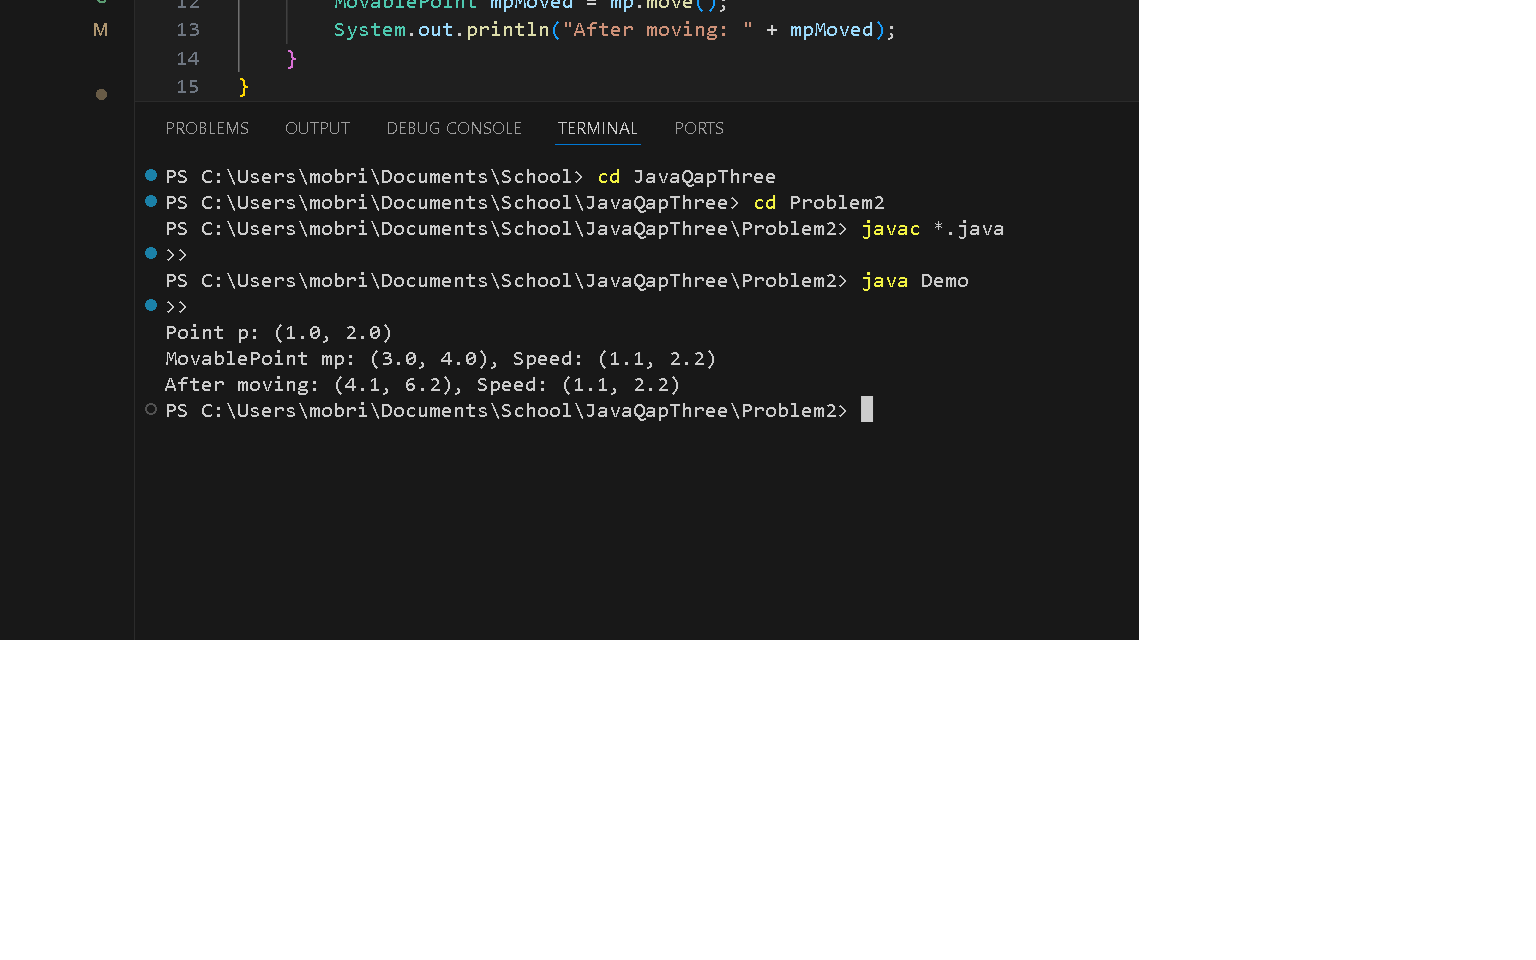 12 MovablePoint mpMoved = mp.move();
M
13 System.out.println("After moving: " + mpMoved);
14 }
15 }
PROBLEMS OUTPUT DEBUG CONSOLE TERMINAL PORTS
PS C:\Users\mobri\Documents\School> cd JavaQapThree
PS C:\Users\mobri\Documents\School\JavaQapThree> cd Problem2
PS C:\Users\mobri\Documents\School\JavaQapThree\Problem2> javac *.java
>>
PS C:\Users\mobri\Documents\School\JavaQapThree\Problem2> java Demo
>>
Point p: (1.0, 2.0)
MovablePoint mp: (3.0, 4.0), Speed: (1.1, 2.2)
After moving: (4.1, 6.2), Speed: (1.1, 2.2)
PS C:\Users\mobri\Documents\School\JavaQapThree\Problem2>